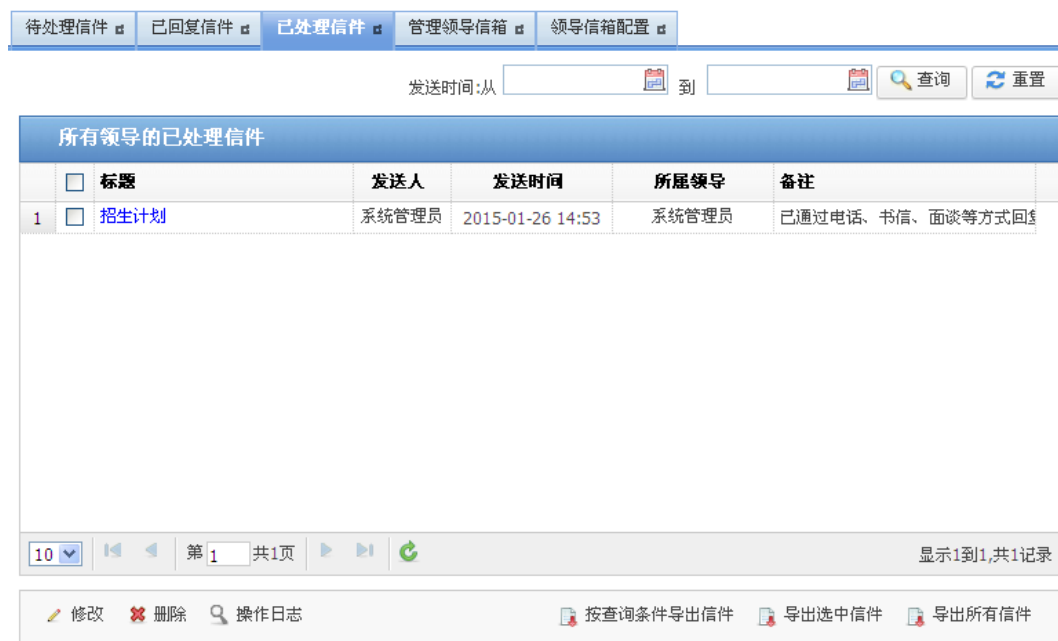 待处理信件 已回复信件 已处理信件 管理领导信箱 领导信箱配置
发送时间:从 到 查询 重置
所有领导的已处理信件
标题 发送人 发送时间 所属领导 备注
1 招生计划 系统管理员 2015-01-26 14:53 系统管理员 已通过电话、书信、面谈等方式回
10 第 1 共1页 显示1到1,共1记录
修改 删除 操作日志 按查询条件导出信件 导出选中信件 导出所有信件